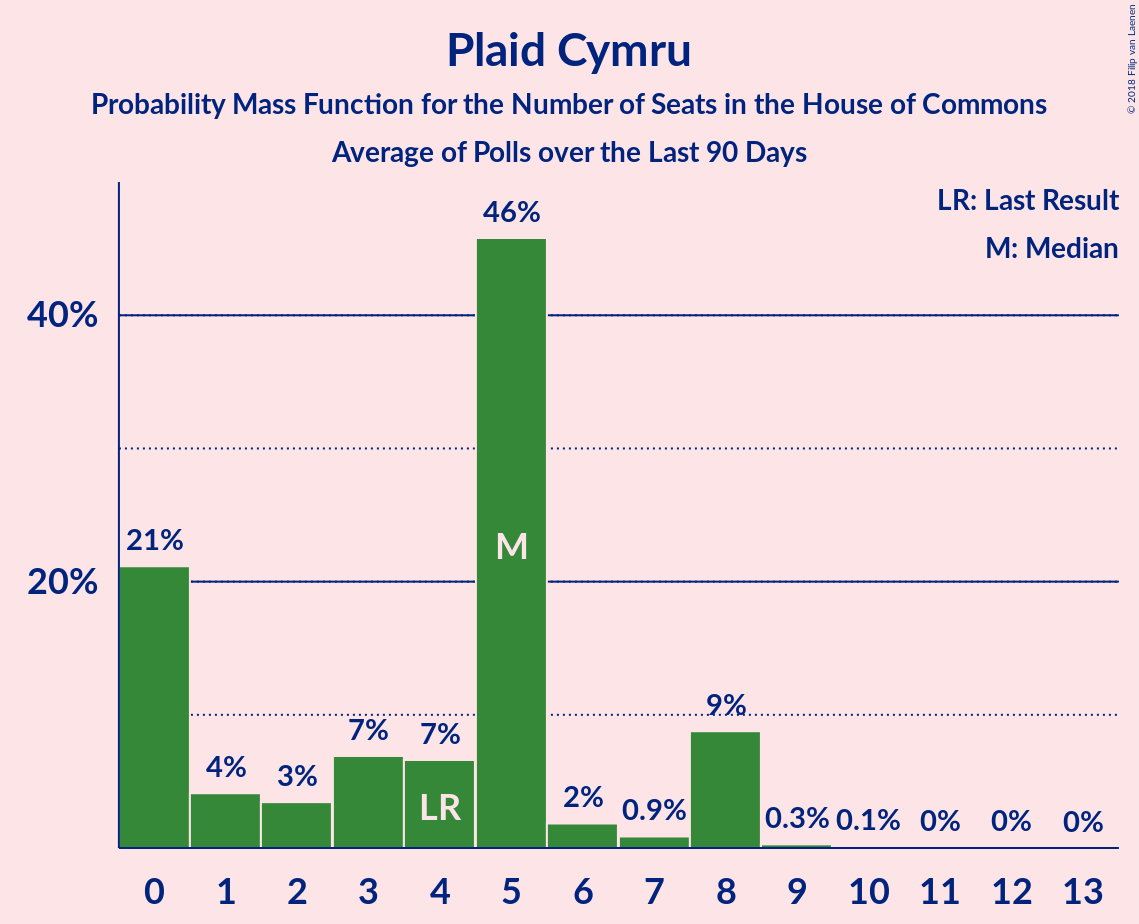 Plaid Cymru
Probability Mass Function for the Number of Seats in the House of Commons
Average of Polls over the Last 90 Days
© 2018 Filip van Laenen
LR: Last Result
M: Median
40%
20%
21%
4%
3%
7%
7%
46%
2%
0.9%
9%
0.3%
0.1%
0%
0%
0%
LR
M
0 1 2 3 4 5 6 7 8 9 10 11 12 13